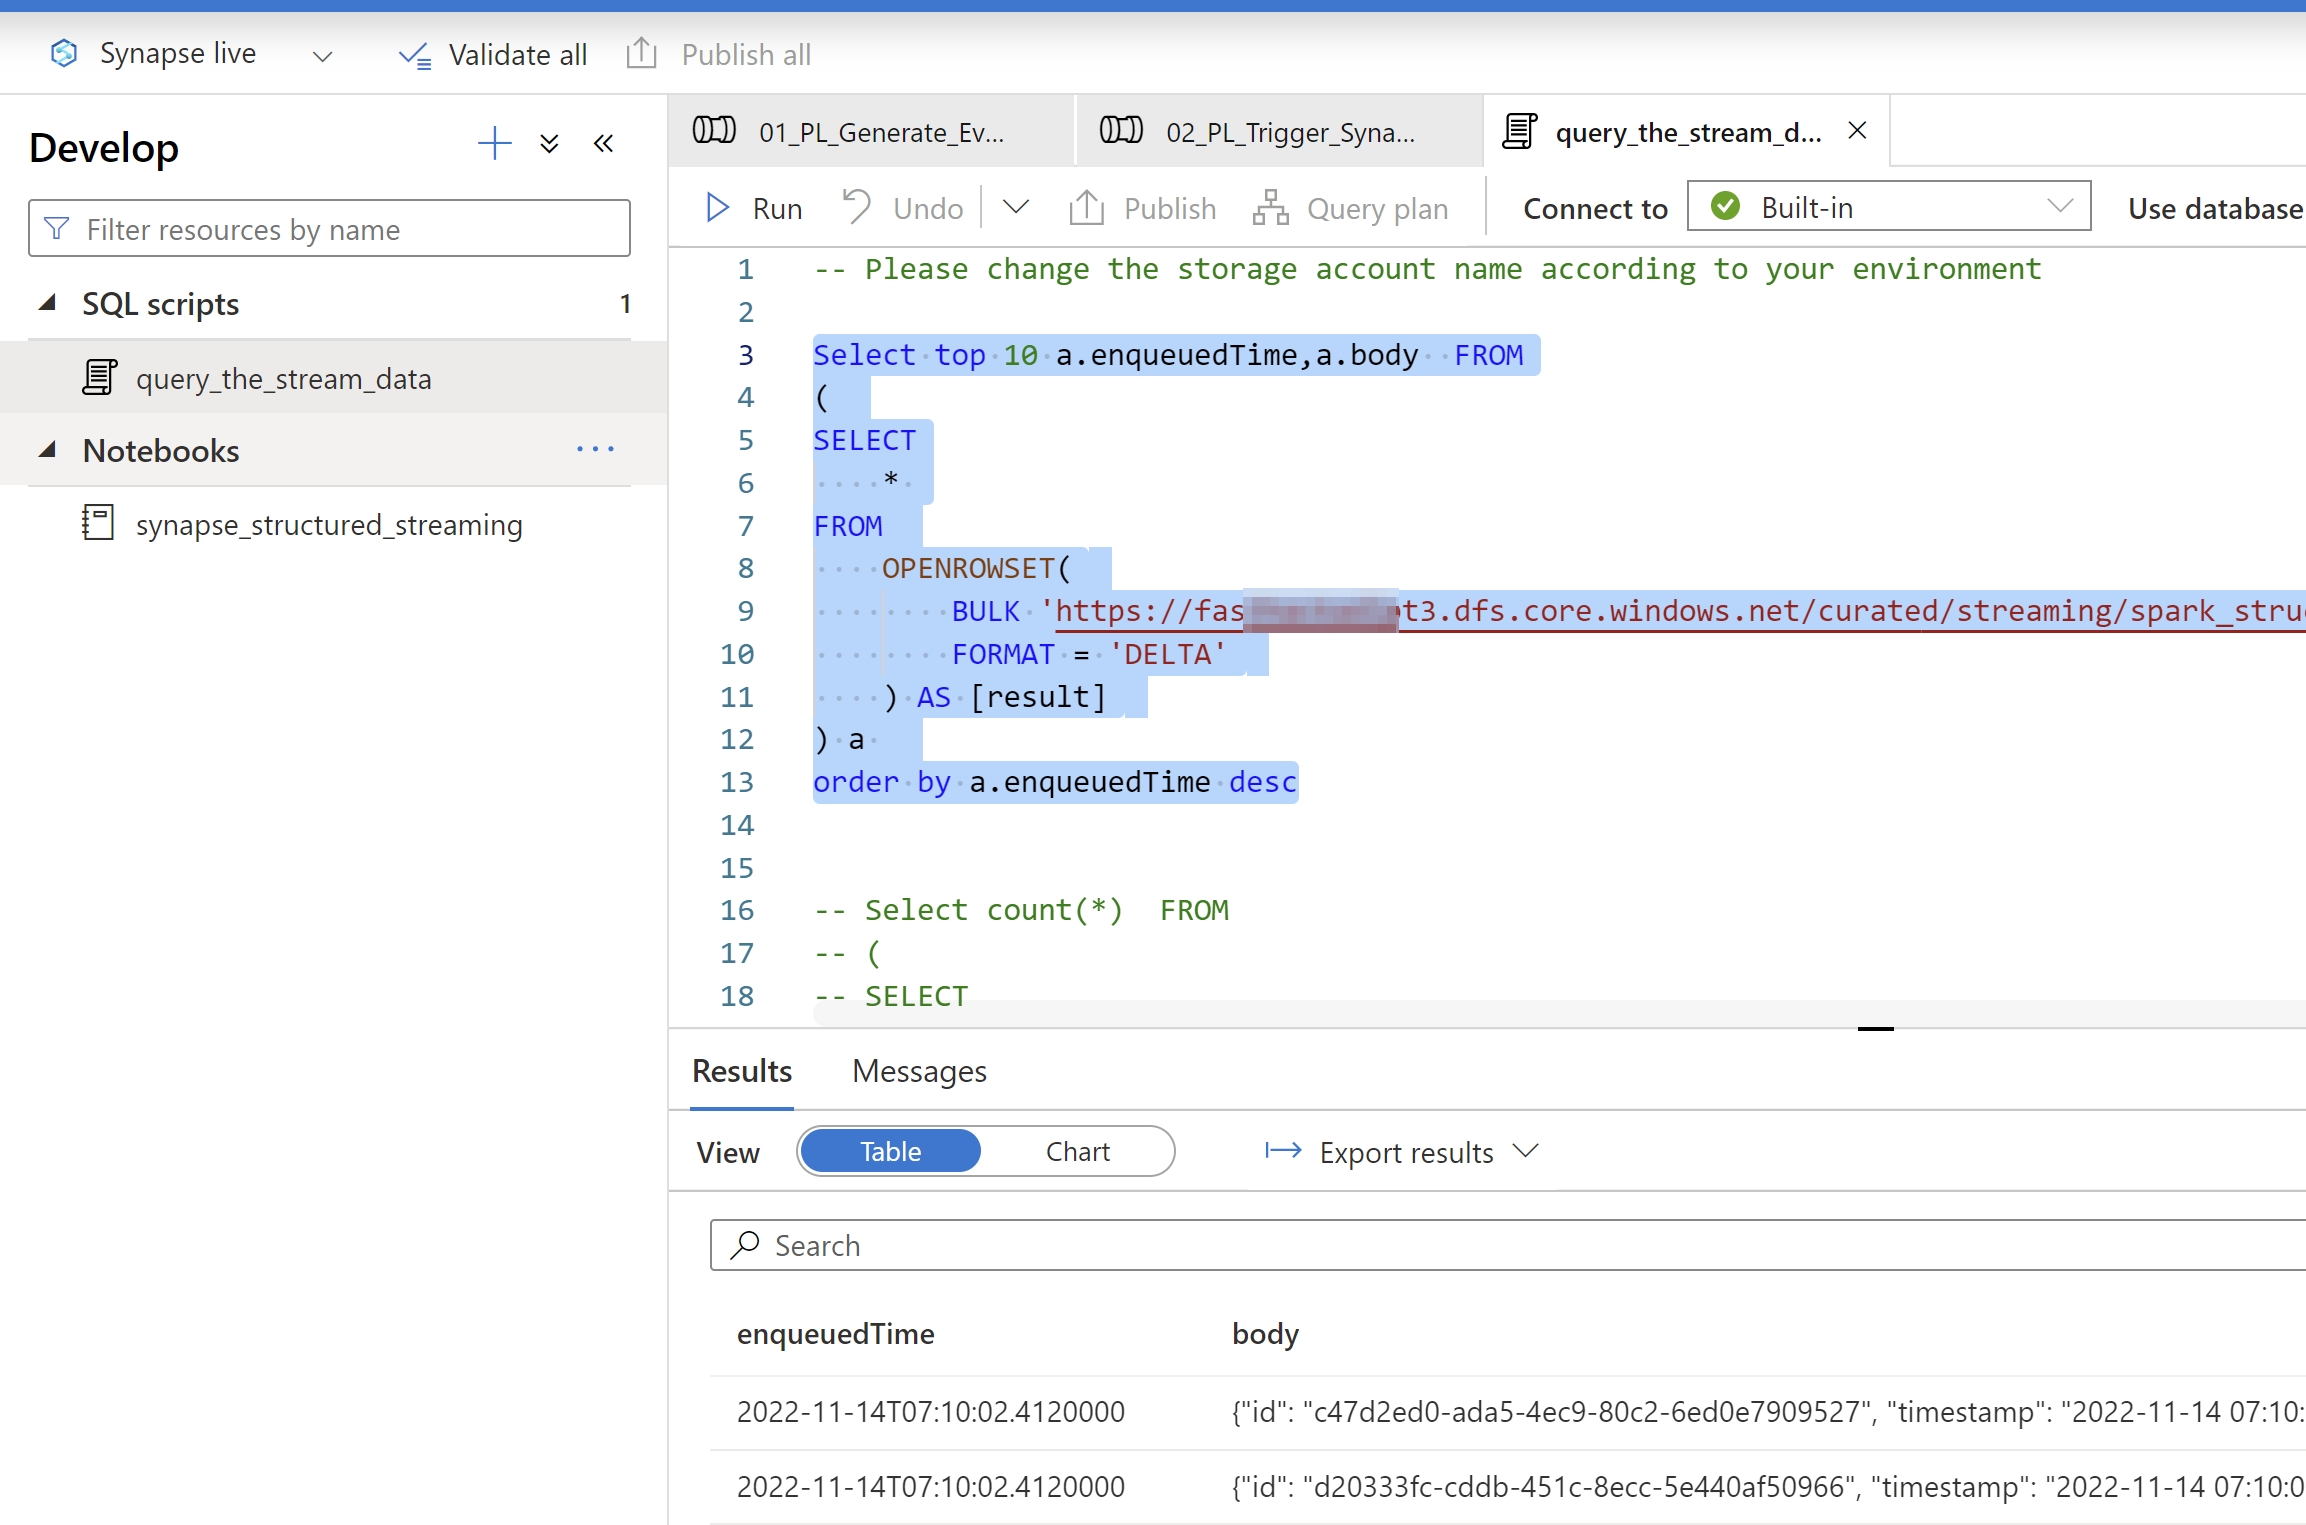 Synapse live Validate all Publish all
Develop
Filter resources by name
SQL scripts 1
query_the_stream_data
Notebooks ...
synapse_structured_streaming
01_PL_Generate_Ev... 02_PL_Trigger_Syna... query_the_stream_d...
Run Undo Publish Query plan Connect to Built-in Use database
1 -- Please change the storage account name according to your environment
2
3 Select top 10 a.enqueuedTime,a.body FROM
4 (
5 SELECT
6 *
7 FROM
8 OPENROWSET(
9 BULK 'https://fas t3.dfs.core.windows.net/curated/streaming/spark_stru
10 FORMAT = 'DELTA'
11 ) AS [result]
12 ) a
13 order by a.enqueuedTime desc
14
15
16 -- Select count(*) FROM
17 -- (
18 -- SELECT
Results Messages
View Table Chart Export results
Search
enqueuedTime body
2022-11-14T07:10:02.4120000 {"id": "c47d2ed0-ada5-4ec9-80c2-6ed0e7909527", "timestamp": "2022-11-14 07:10:
2022-11-14T07:10:02.4120000 {"id": "d20333fc-cddb-451c-8ecc-5e440af50966", "timestamp": "2022-11-14 07:10:0